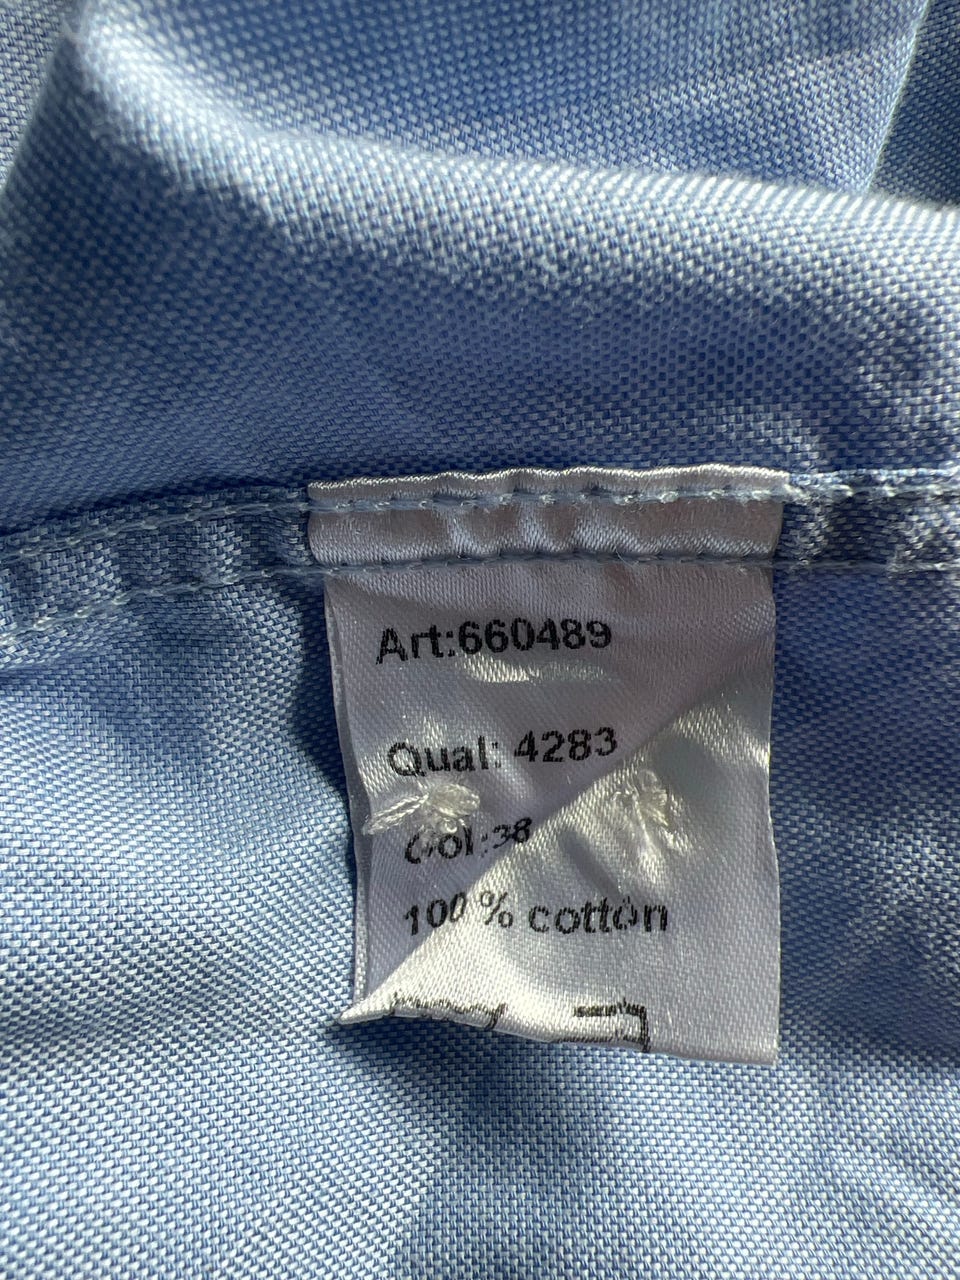 Art:660489
Qual: 4283
Col:38
100 % cotton